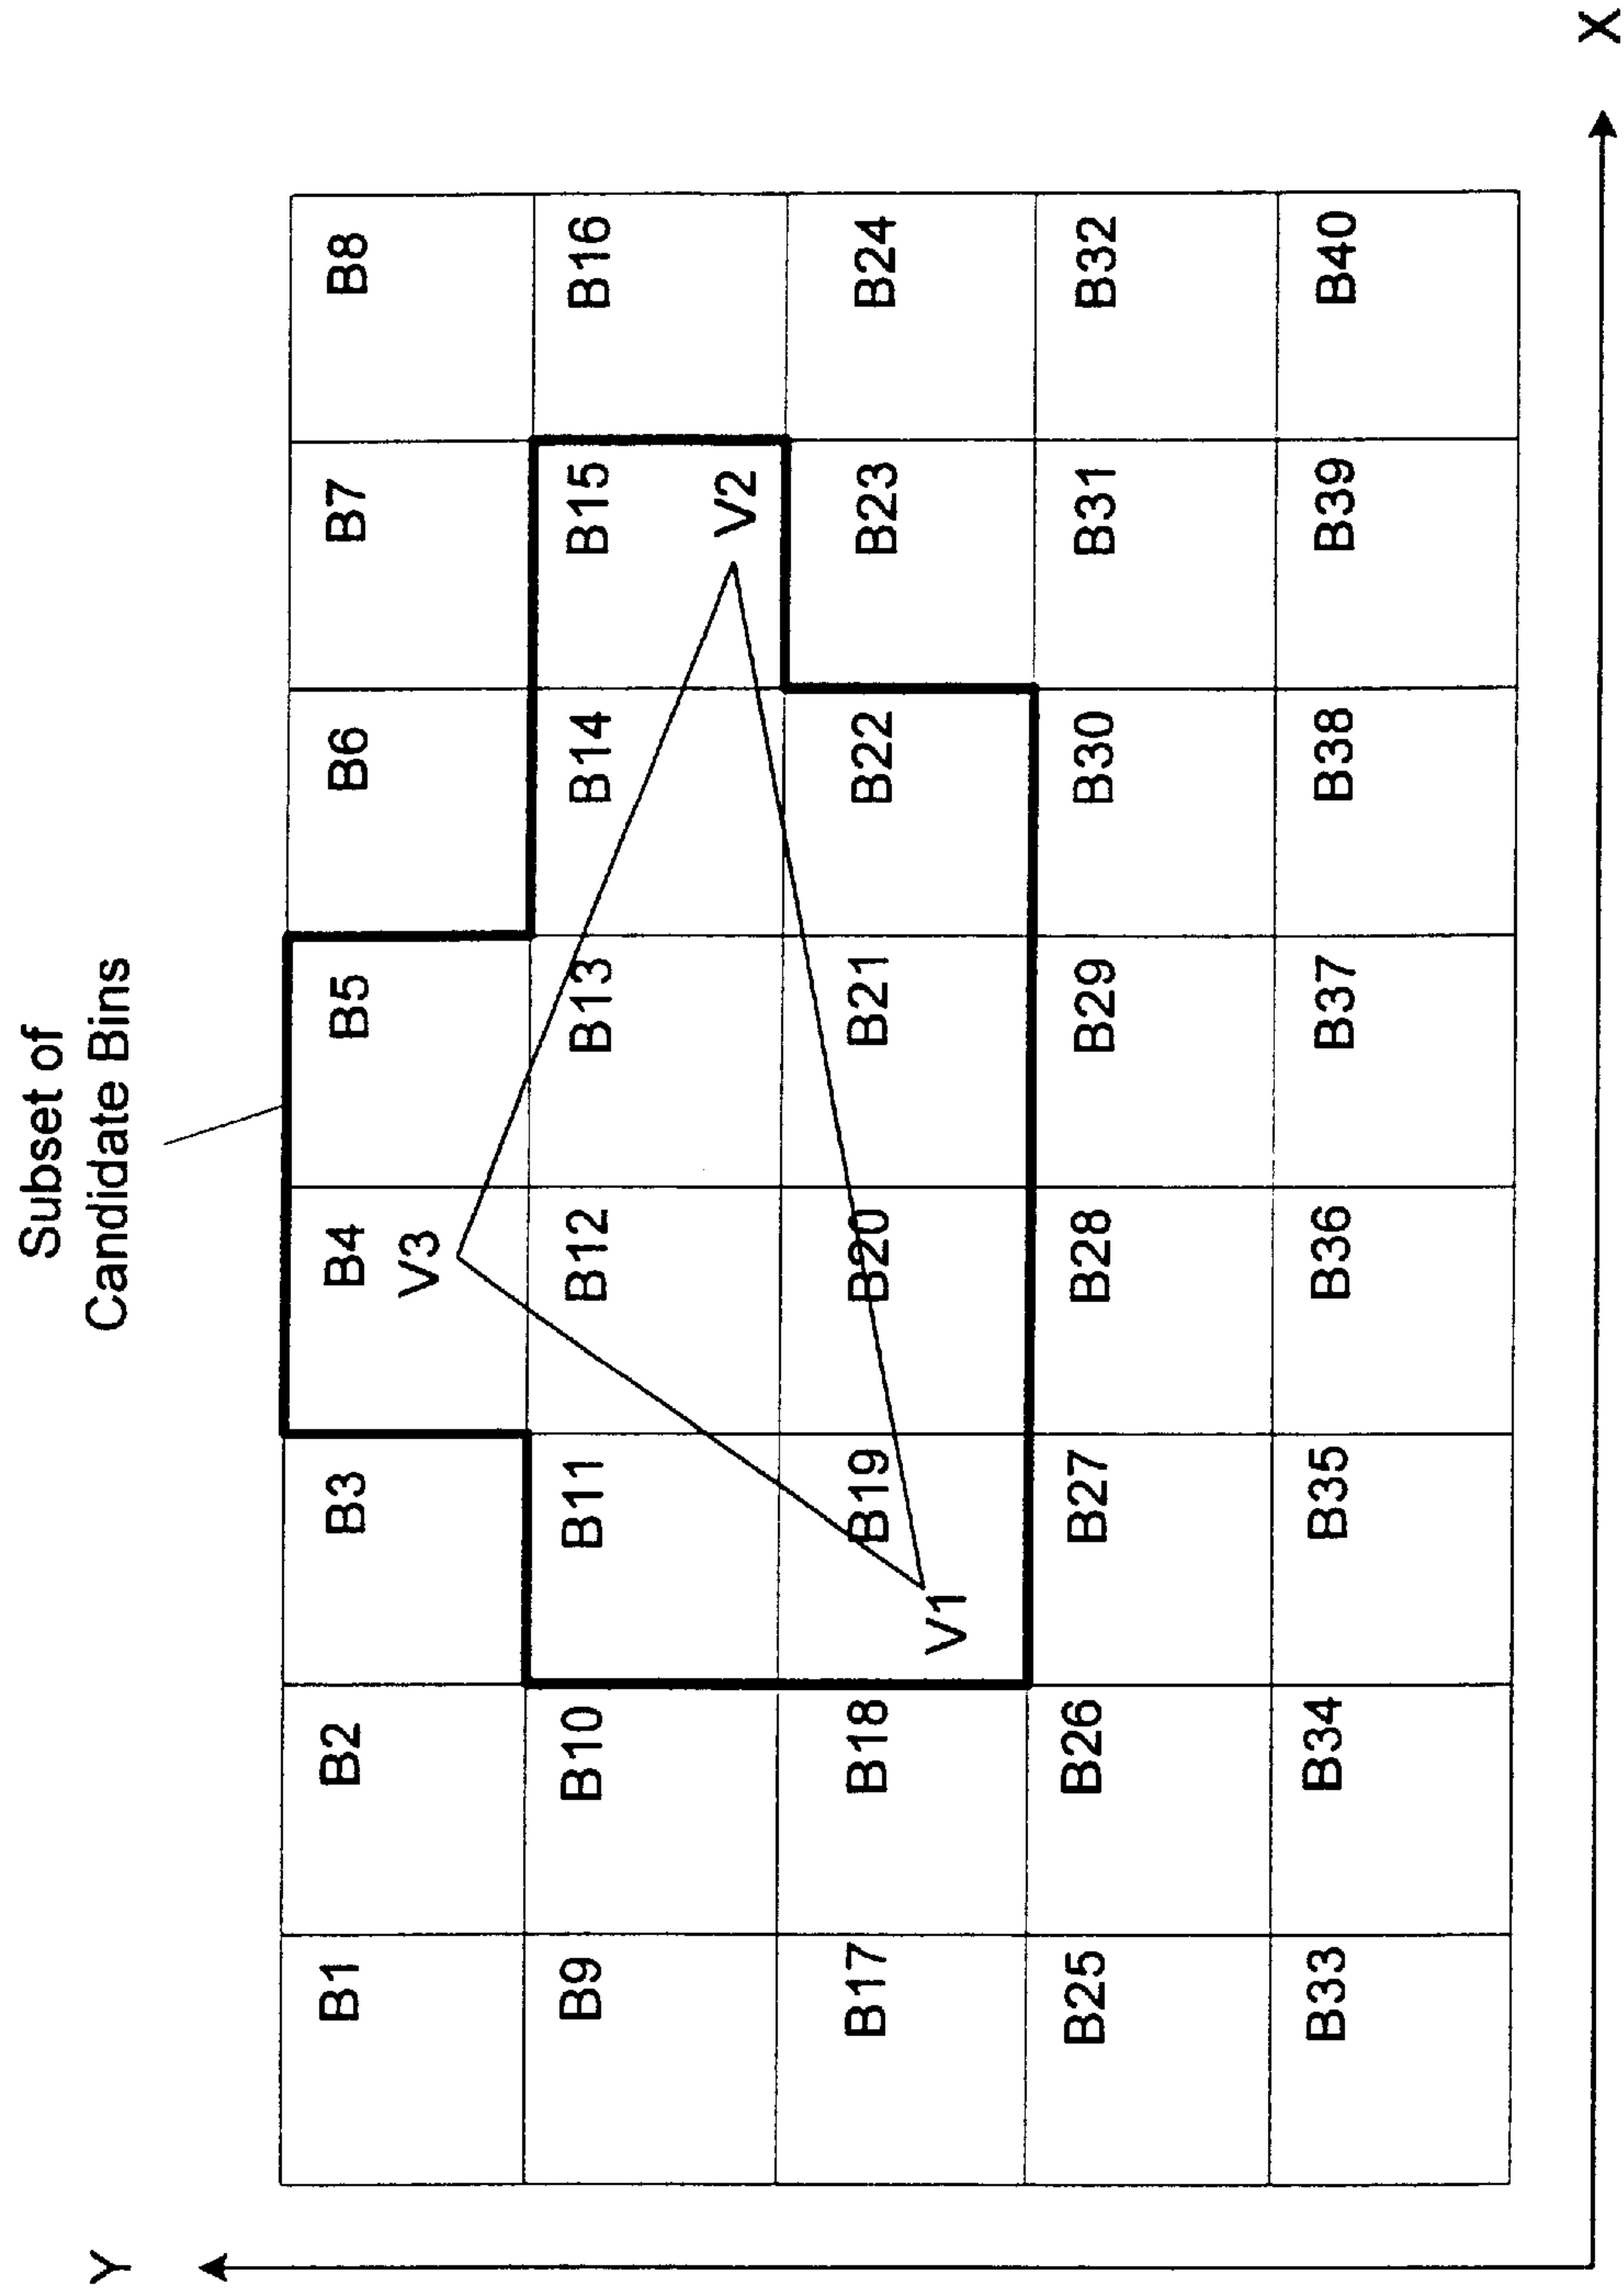 Subset of
Candidate Bins
Y
B1 B2 B3 B4 B5 B6 B7 B8
V3
B9 B10 B11 B12 B13 B14 B15 B16
V2
B17 B18 B19 B20 B21 B22 B23 B24
V1
B25 B26 B27 B28 B29 B30 B31 B32
B33 B34 B35 B36 B37 B38 B39 B40
X